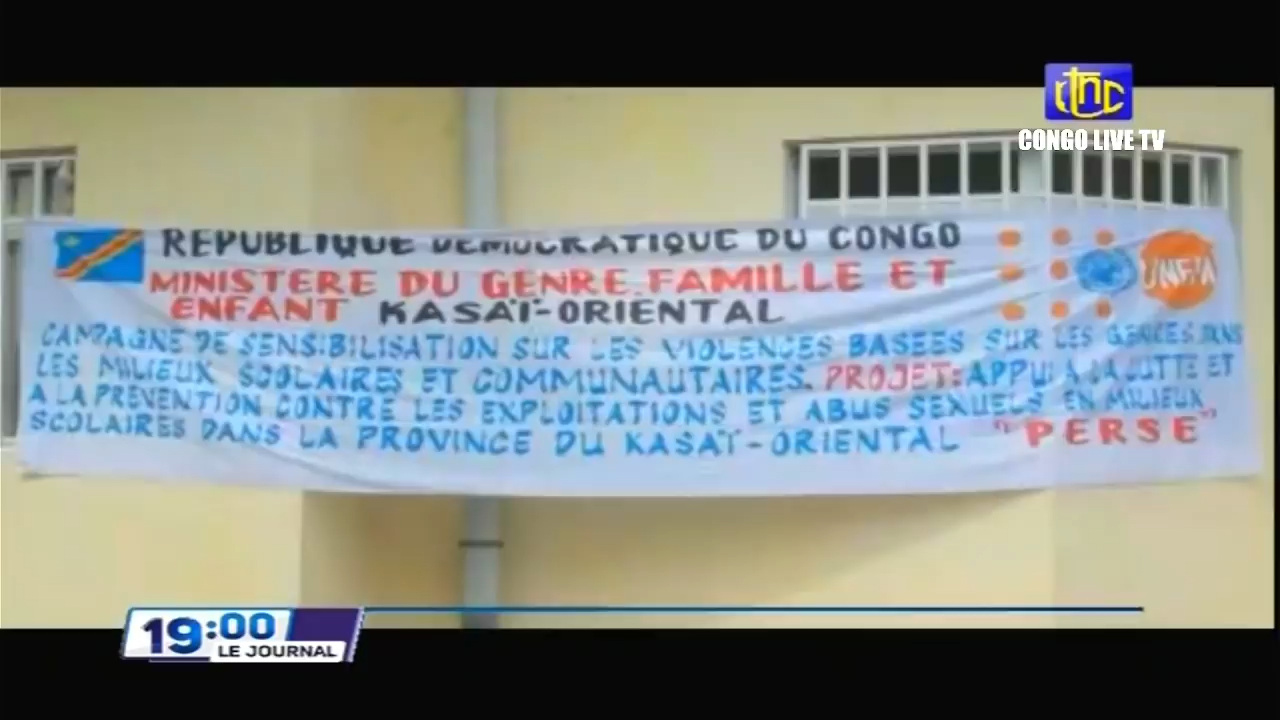 rtnc
CONGO LIVE TV
REPUBLIQUE DEMOCRATIQUE DU CONGO
MINISTERE DU GENRE FAMILLE ET
ENFANT KASAÏ-ORIENTAL
UNFPA
CAMPAGNE DE SENSIBILISATION SUR LES VIOLENCES BASEES SUR LES GENRES DANS
LES MILIEUX SCOLAIRES ET COMMUNAUTAIRES. PROJET: APPUI A LA LUTTE ET
A LA PREVENTION CONTRE LES EXPLOITATIONS ET ABUS SEXUELS EN MILIEUX
SCOLAIRES DANS LA PROVINCE DU KASAÏ-ORIENTAL "PERSE"
19:00
LE JOURNAL